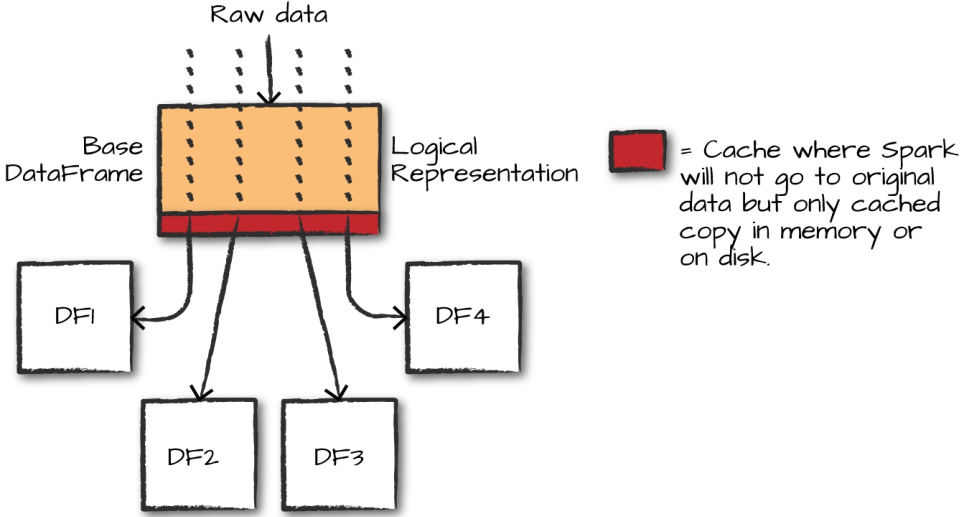 Raw data
Base
DataFrame
Logical
Representation
= Cache where Spark
will not go to original
data but only cached
copy in memory or
on disk.
DF1
DF4
DF2
DF3